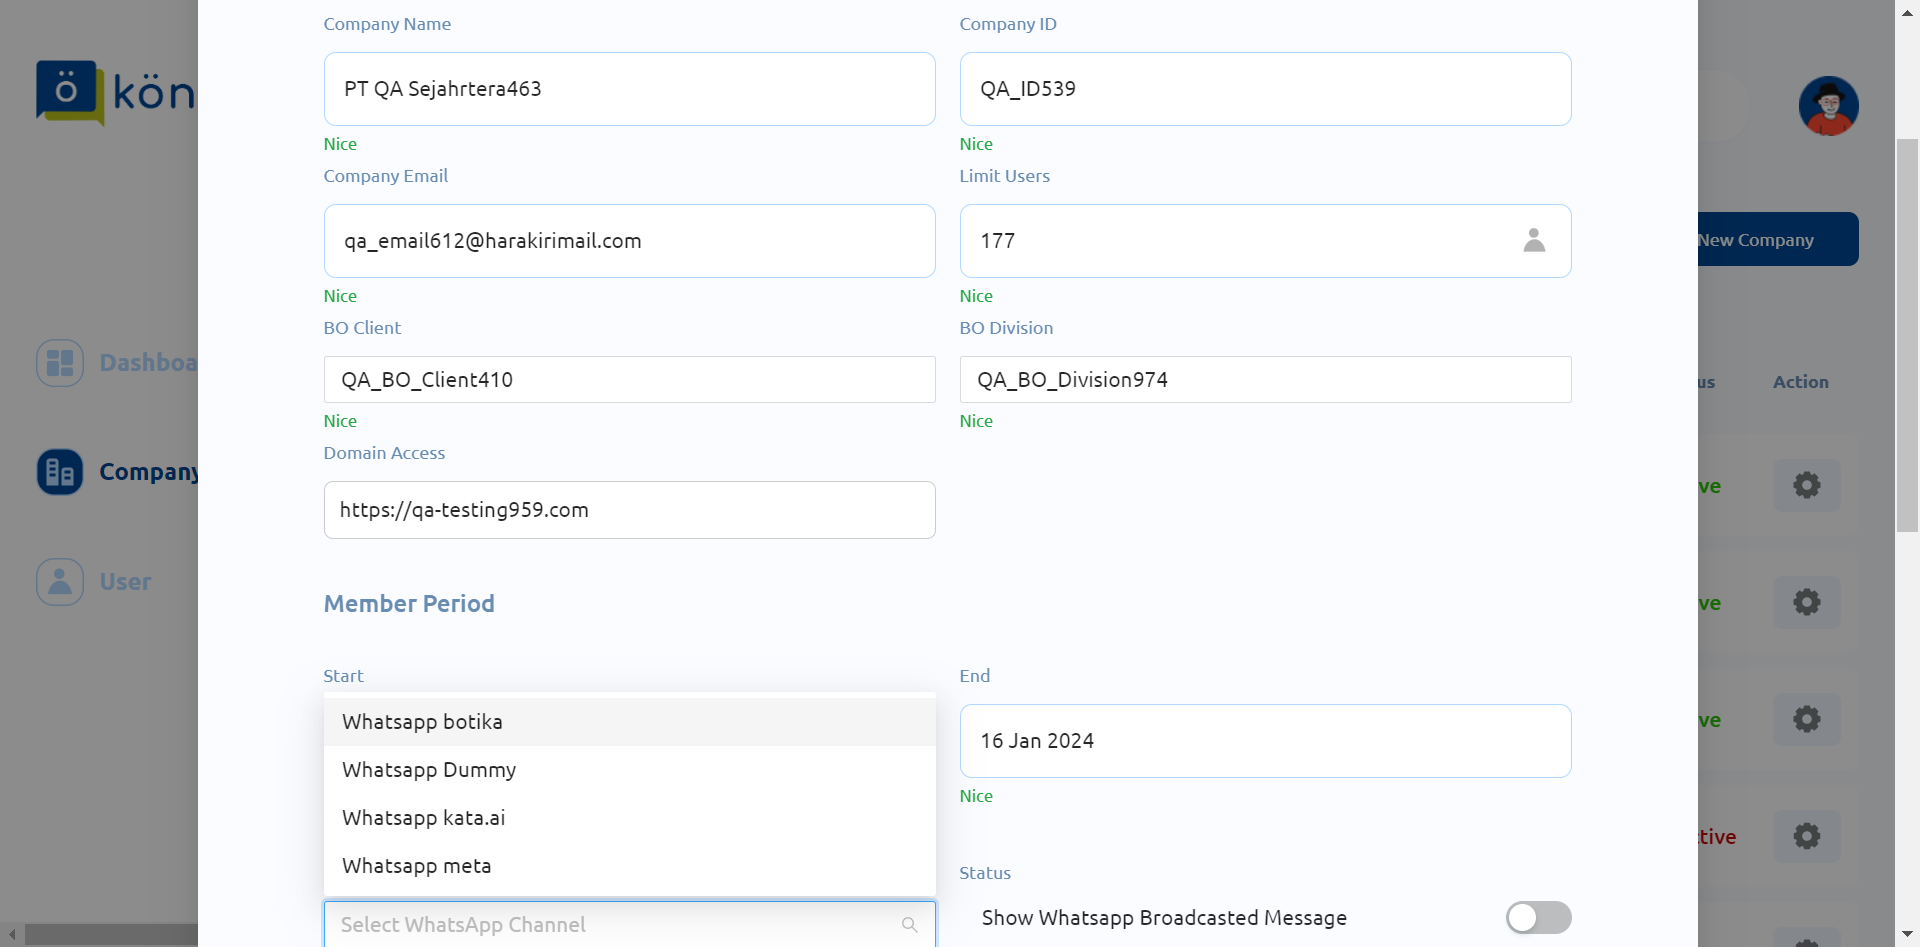 Company Name
Company ID
PT QA Sejahrtera463
QA_ID539
Nice
Nice
Company Email
Limit Users
qa_email612@harakirimail.com
177
Nice
Nice
BO Client
BO Division
QA_BO_Client410
QA_BO_Division974
Nice
Nice
Domain Access
https://qa-testing959.com
Member Period
Start
End
Whatsapp botika
Whatsapp Dummy
Whatsapp kata.ai
Whatsapp meta
16 Jan 2024
Nice
Status
Select WhatsApp Channel
Show Whatsapp Broadcasted Message
ö kön
Dashboa
Company
User
New Company
us
Action
ve
ve
ve
ctive